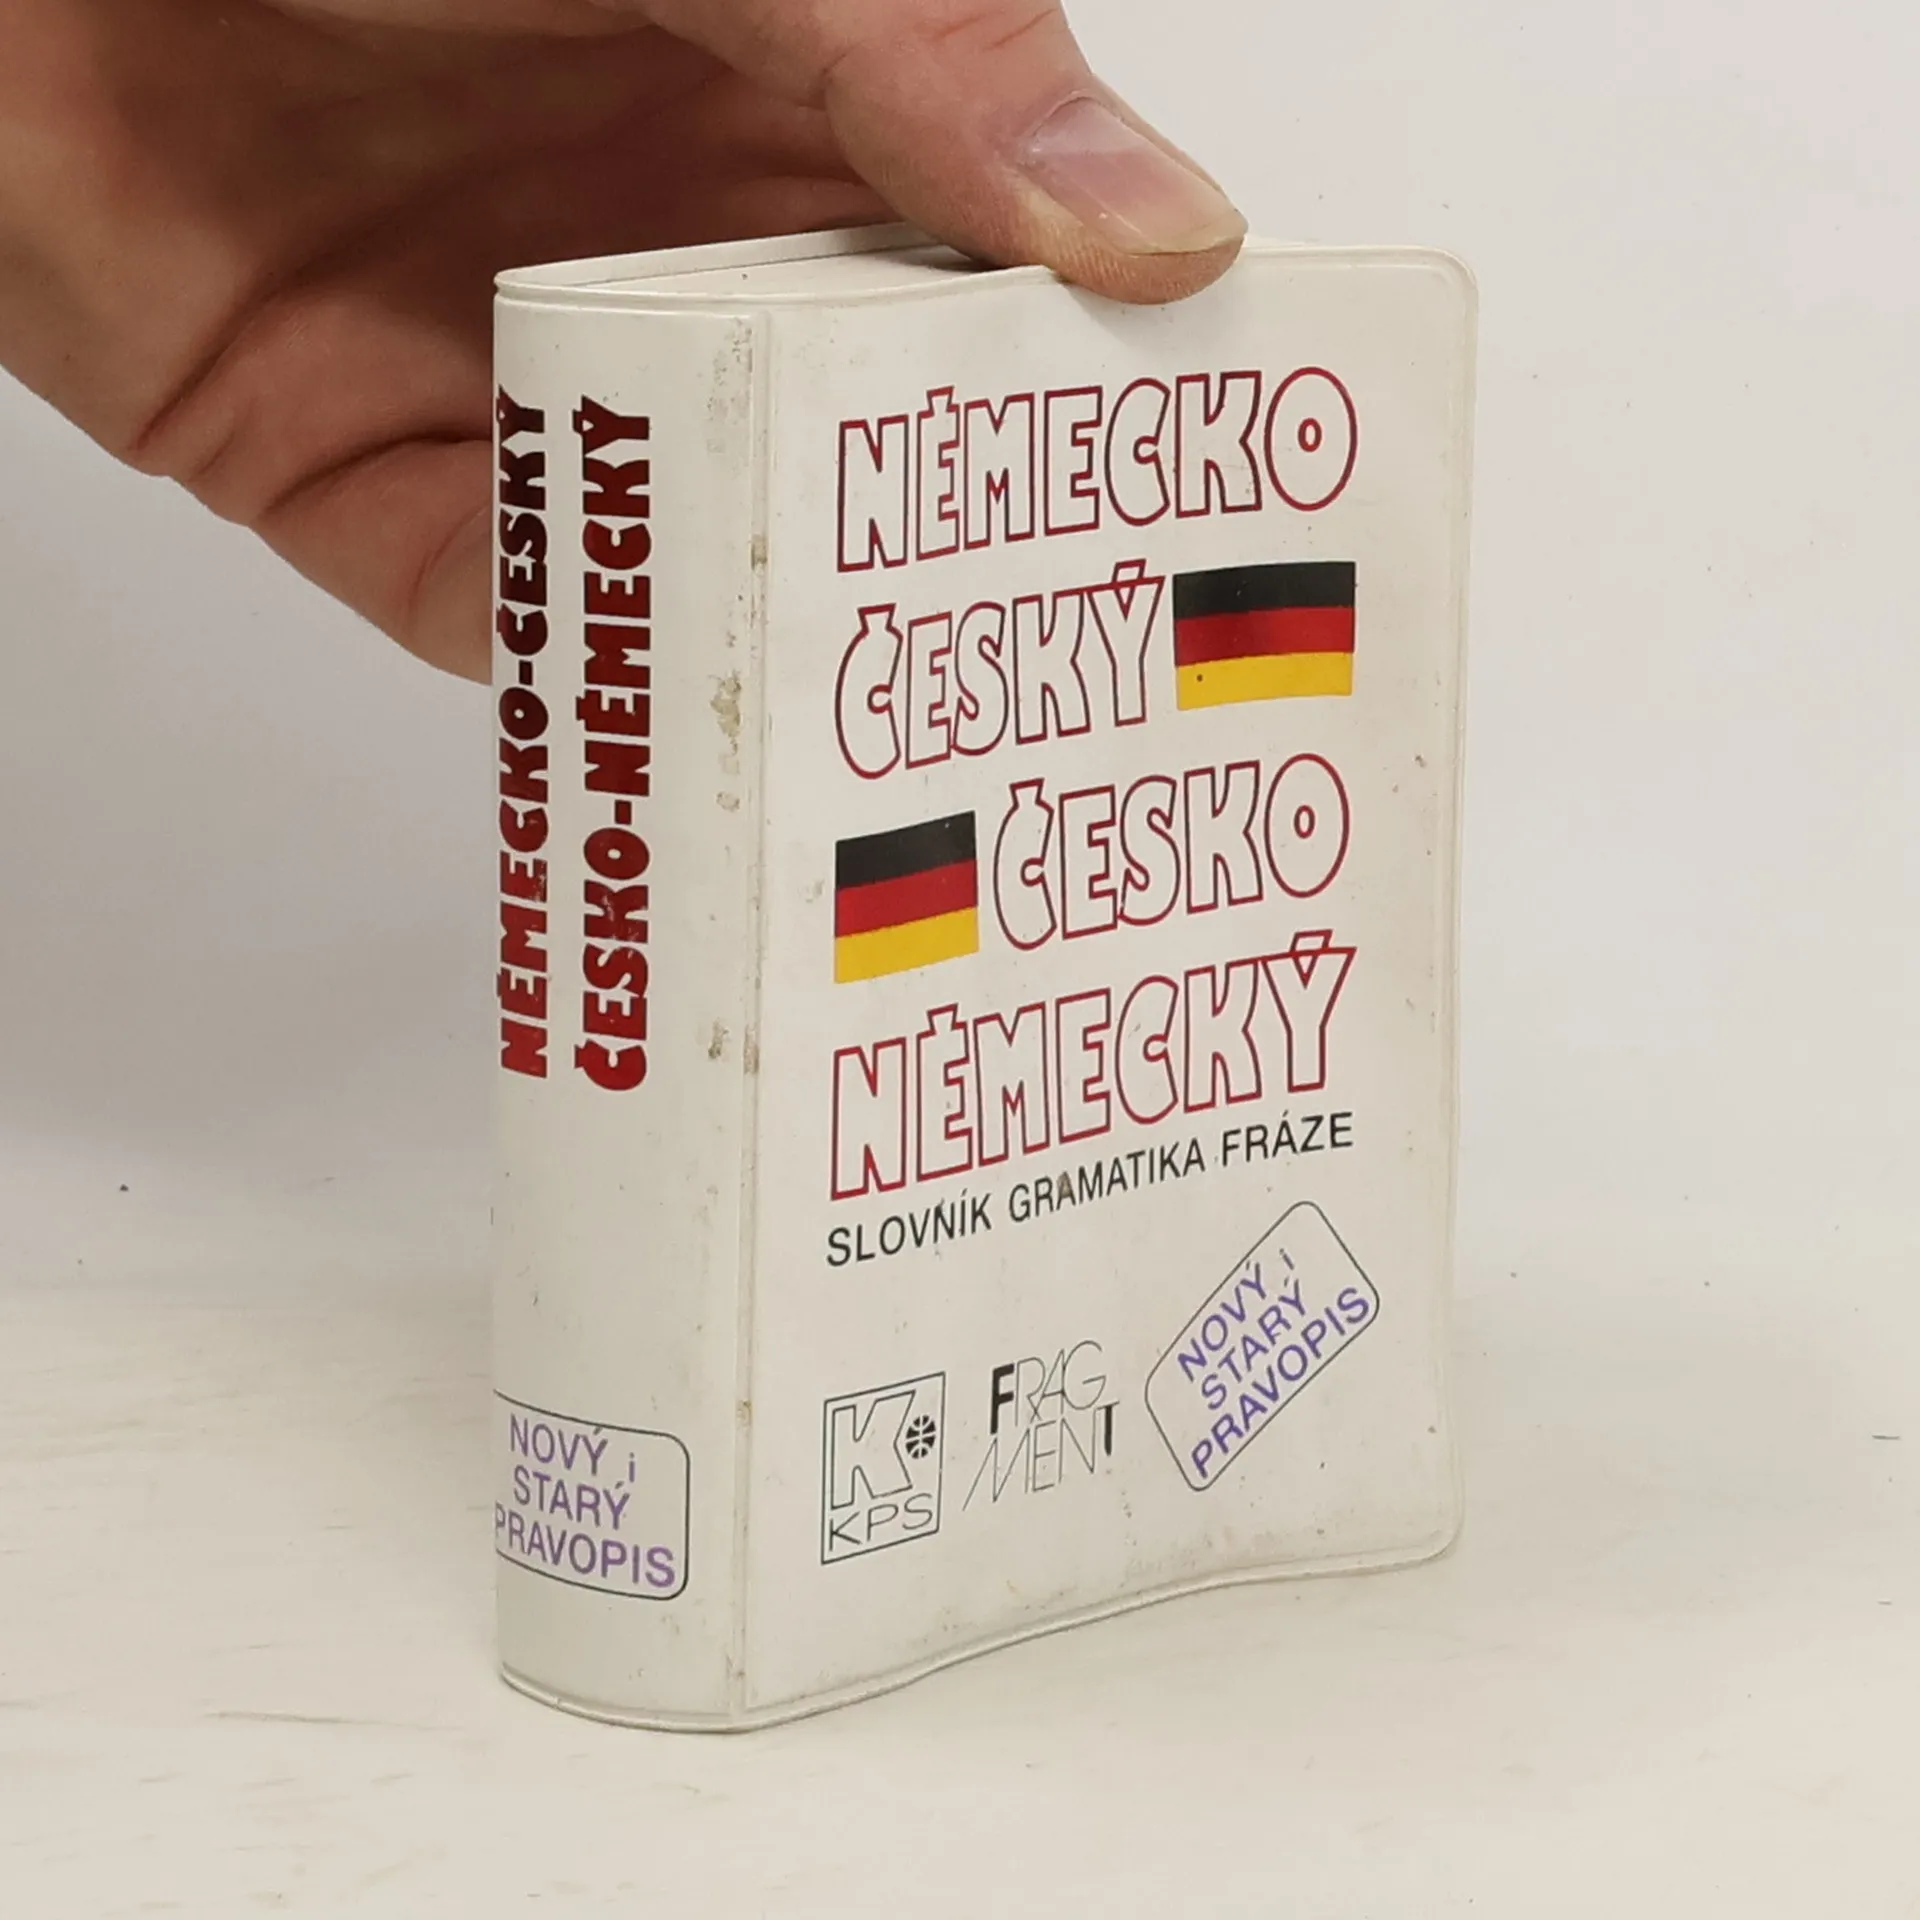 NĚMECKO-ČESKÝ
ČESKO-NĚMECKÝ
NOVÝ i
STARÝ
PRAVOPIS
NĚMECKO
ČESKÝ
ČESKO
NĚMECKÝ
SLOVNÍK GRAMATIKA FRÁZE
K
KPS
FRAG
MENT
NOVÝ i
STARÝ
PRAVOPIS